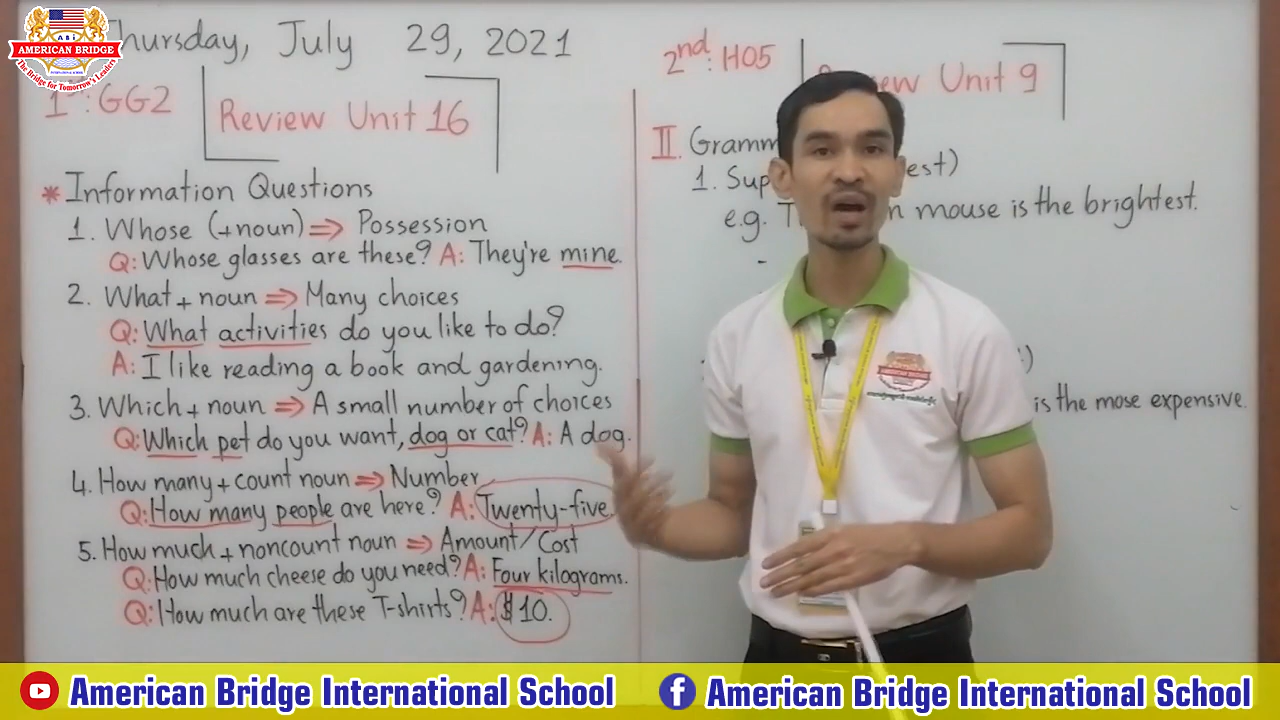 Thursday, July 29, 2021
1st: GG2
Review Unit 16
* Information Questions
1. Whose (+noun) ⇒ Possession
Q: Whose glasses are these? A: They're mine.
2. What + noun ⇒ Many choices
Q: What activities do you like to do?
A: I like reading a book and gardening.
3. Which + noun ⇒ A small number of choices
Q: Which pet do you want, dog or cat? A: A dog.
4. How many + count noun ⇒ Number
Q: How many people are here? A: Twenty-five.
5. How much + noncount noun ⇒ Amount/Cost
Q: How much cheese do you need? A: Four kilograms.
Q: How much are these T-shirts? A: $10.
2nd: H05
Unit 9
II. Gramm
1. Sup est)
e.g. T n mouse is the brightest.
-
)
is the mose expensive.
ABi
AMERICAN BRIDGE
INTERNATIONAL SCHOOL
The Bridge for Tomorrow's Leaders
AMERICAN BRIDGE
American Bridge International School
American Bridge International School